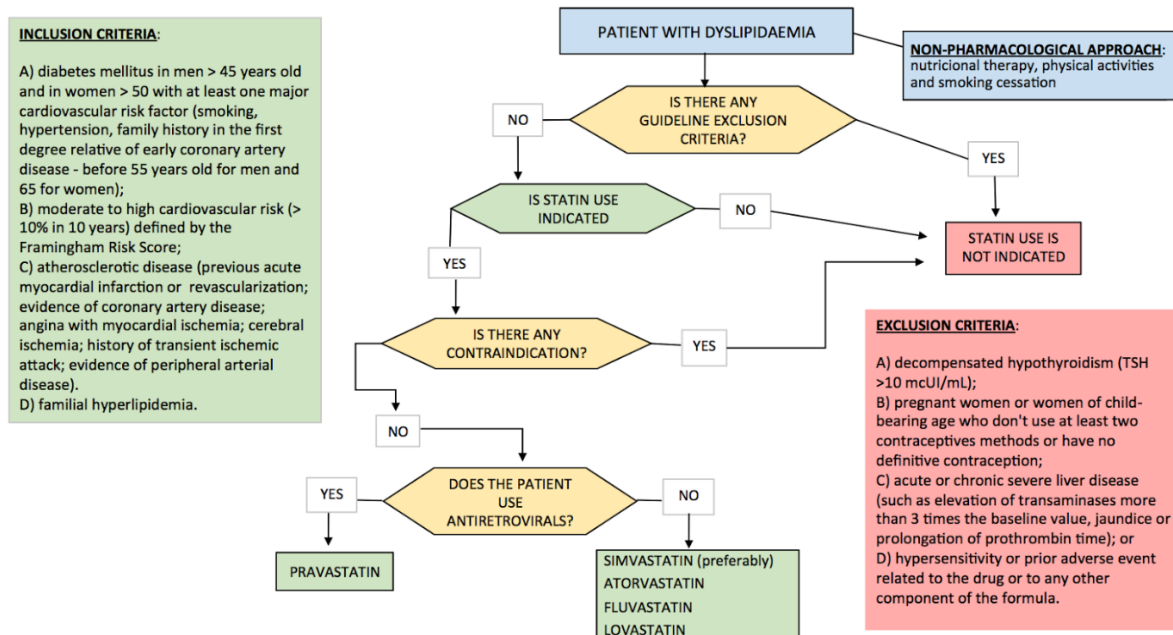 INCLUSION CRITERIA:
A) diabetes mellitus in men > 45 years old
and in women > 50 with at least one major
cardiovascular risk factor (smoking,
hypertension, family history in the first
degree relative of early coronary artery
disease - before 55 years old for men and
65 for women);
B) moderate to high cardiovascular risk (>
10% in 10 years) defined by the
Framingham Risk Score;
C) atherosclerotic disease (previous acute
myocardial infarction or revascularization;
evidence of coronary artery disease;
angina with myocardial ischemia; cerebral
ischemia; history of transient ischemic
attack; evidence of peripheral arterial
disease).
D) familial hyperlipidemia.
PATIENT WITH DYSLIPIDAEMIA
NON-PHARMACOLOGICAL APPROACH:
nutricional therapy, physical activities
and smoking cessation
IS THERE ANY
GUIDELINE EXCLUSION
CRITERIA?
NO
YES
IS STATIN USE
INDICATED
NO
STATIN USE IS
NOT INDICATED
YES
IS THERE ANY
CONTRAINDICATION?
YES
NO
DOES THE PATIENT
USE
ANTIRETROVIRALS?
YES
NO
PRAVASTATIN
SIMVASTATIN (preferably)
ATORVASTATIN
FLUVASTATIN
LOVASTATIN
EXCLUSION CRITERIA:
A) decompensated hypothyroidism (TSH
>10 mcUI/mL);
B) pregnant women or women of child-
bearing age who don't use at least two
contraceptives methods or have no
definitive contraception;
C) acute or chronic severe liver disease
(such as elevation of transaminases more
than 3 times the baseline value, jaundice or
prolongation of prothrombin time); or
D) hypersensitivity or prior adverse event
related to the drug or to any other
component of the formula.